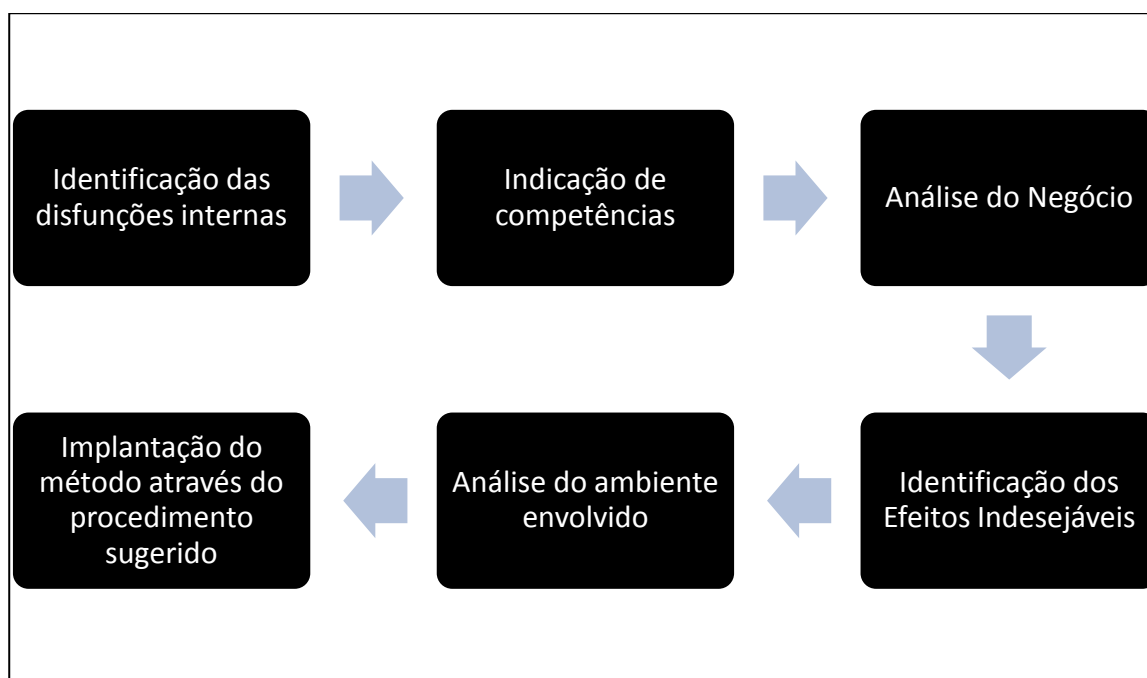 Identificação das
disfunções internas
Indicação de
competências
Análise do Negócio
Identificação dos
Efeitos Indesejáveis
Análise do ambiente
envolvido
Implantação do
método através do
procedimento
sugerido